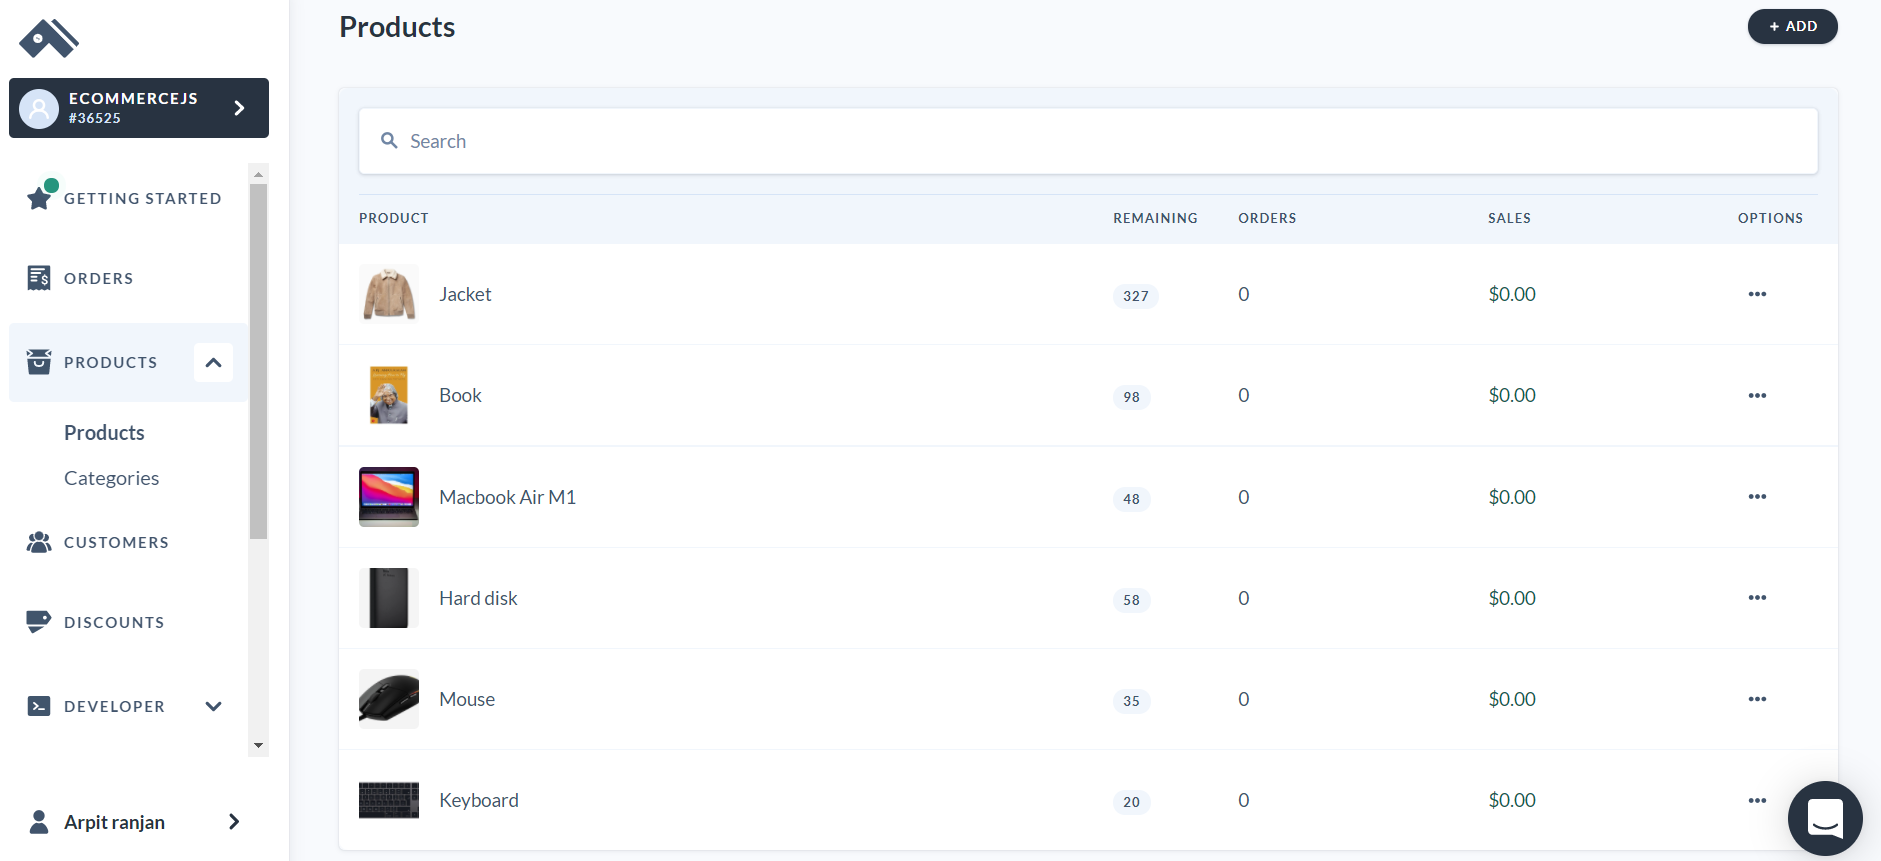 Products
+ ADD
ECOMMERCEJS
#36525
GETTING STARTED
ORDERS
PRODUCTS
Products
Categories
CUSTOMERS
DISCOUNTS
DEVELOPER
Arpit ranjan
Search
PRODUCT REMAINING ORDERS SALES OPTIONS
Jacket 327 0 $0.00
Book 98 0 $0.00
Macbook Air M1 48 0 $0.00
Hard disk 58 0 $0.00
Mouse 35 0 $0.00
Keyboard 20 0 $0.00